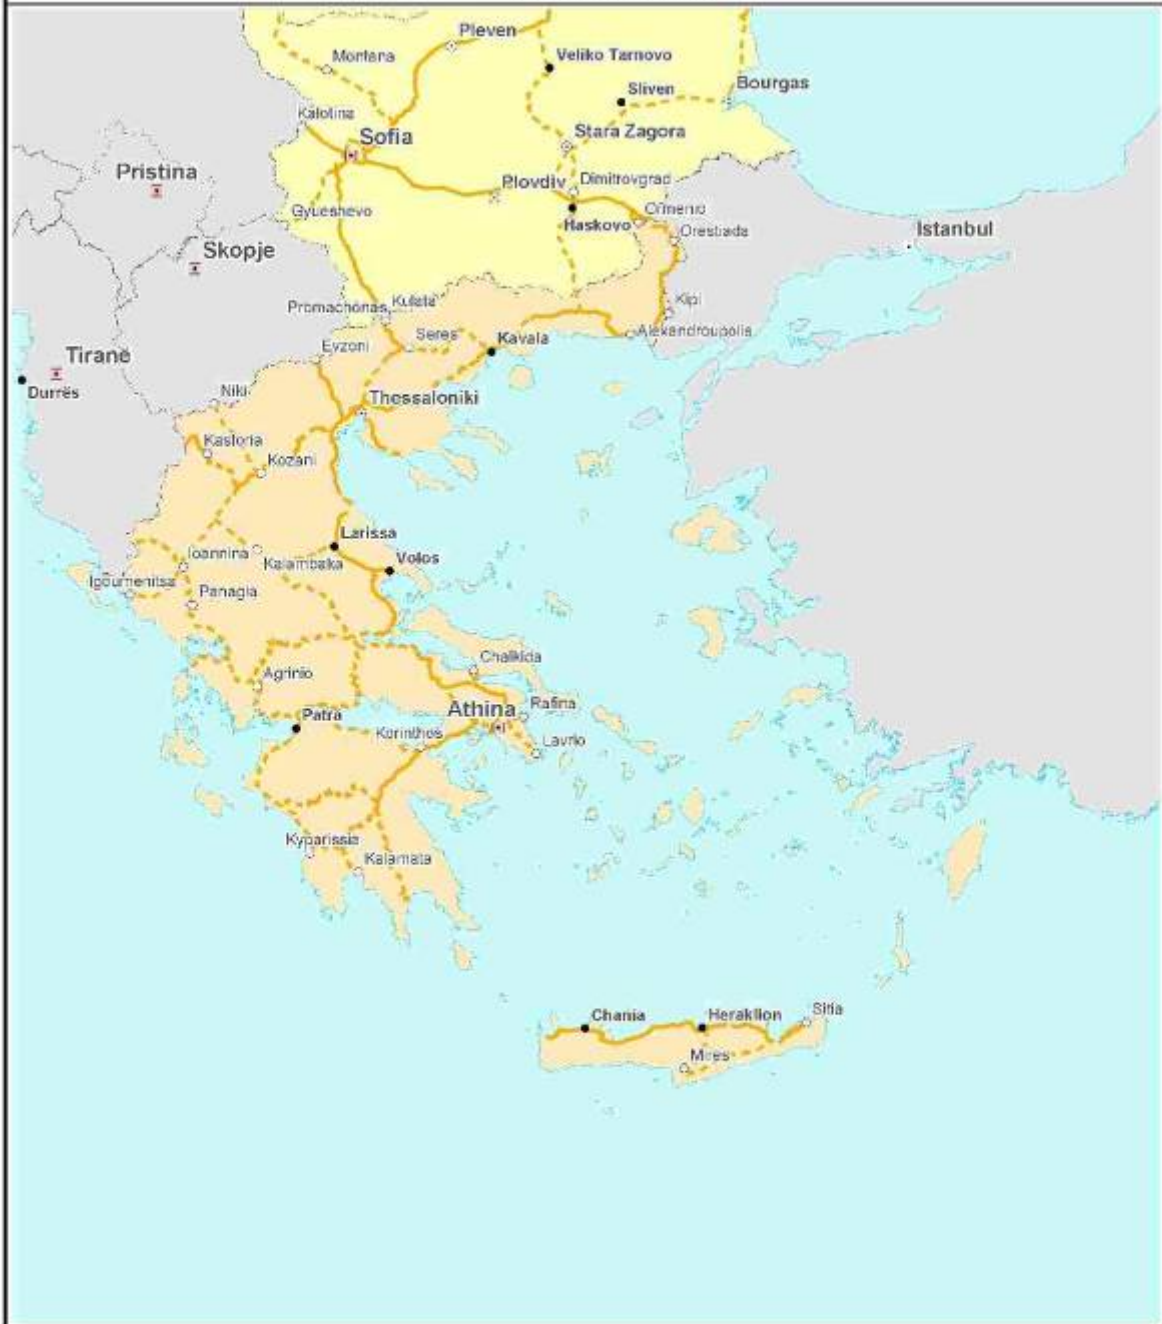 Pleven
Montana
Veliko Tarnovo
Sliven
Bourgas
Kalotina
Sofia
Stara Zagora
Pristina
Plovdiv
Dimitrovgrad
Gyueshevo
Haskovo
Ormenio
Orestiada
Istanbul
Skopje
Promachonas
Kulata
Kipi
Seres
Kavala
Alexandroupolis
Evzoni
Tirane
Durrës
Niki
Thessaloniki
Kastoria
Kozani
Larissa
Ioannina
Kalambaka
Volos
Igoumenitsa
Panagia
Chalkida
Agrinio
Athina
Rafina
Patra
Korinthos
Lavrio
Kyparissia
Kalamata
Chania
Heraklion
Sitia
Mires